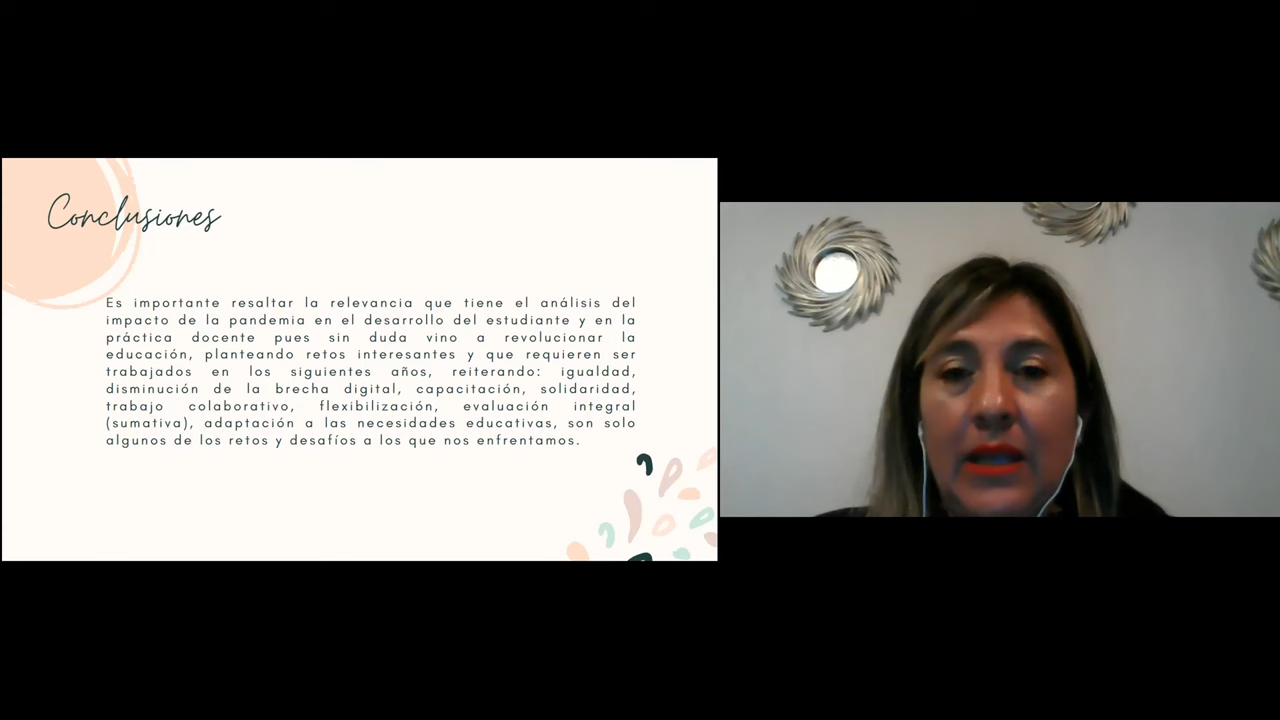 Conclusiones
Es importante resaltar la relevancia que tiene el análisis del
impacto de la pandemia en el desarrollo del estudiante y en la
práctica docente pues sin duda vino a revolucionar la
educación, planteando retos interesantes y que requieren ser
trabajados en los siguientes años, reiterando: igualdad,
disminución de la brecha digital, capacitación, solidaridad,
trabajo colaborativo, flexibilización, evaluación integral
(sumativa), adaptación a las necesidades educativas, son solo
algunos de los retos y desafíos a los que nos enfrentamos.